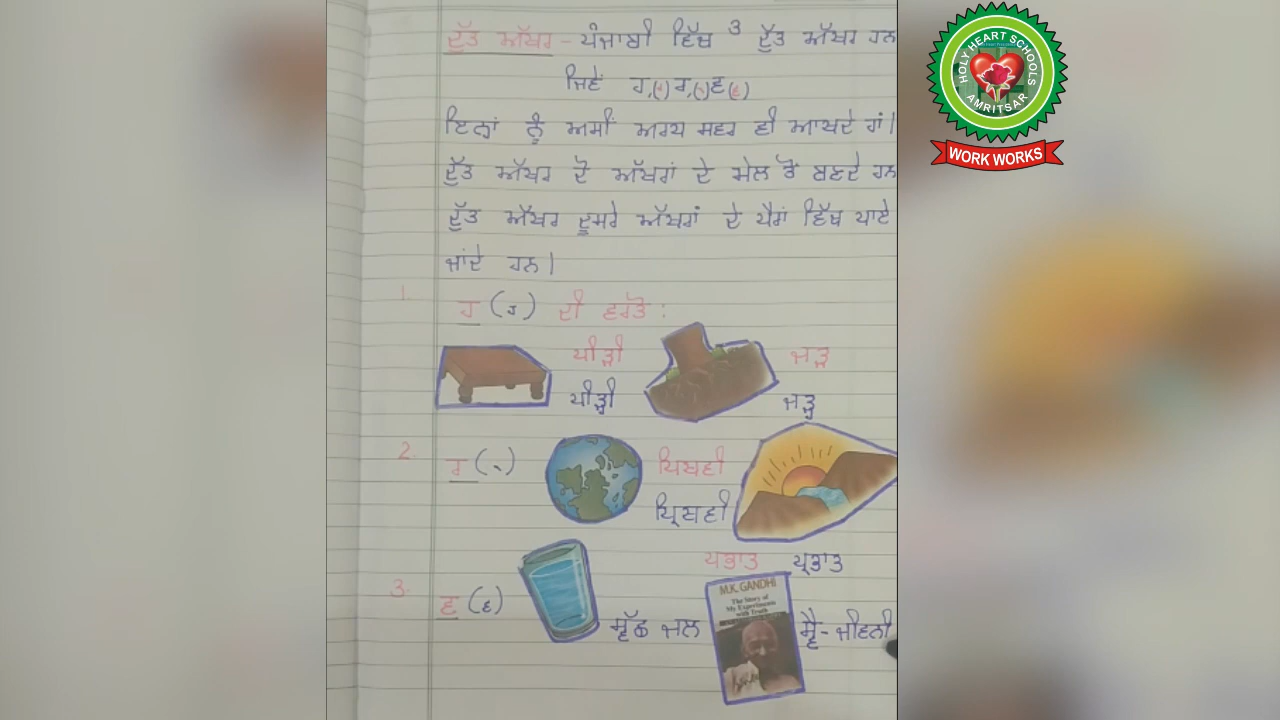 ਦੁੱਤ ਅੱਖਰ - ਪੰਜਾਬੀ ਵਿੱਚ 3 ਦੁੱਤ ਅੱਖਰ ਹਨ
ਜਿਵੇਂ ਹ,(੍ਹ) ਰ,(੍ਰ) ਵ(੍ਵ)
ਇਨ੍ਹਾਂ ਨੂੰ ਅਸੀਂ ਅਰਧ ਸਵਰ ਵੀ ਆਖਦੇ ਹਾਂ।
ਦੁੱਤ ਅੱਖਰ ਦੋ ਅੱਖਰਾਂ ਦੇ ਮੇਲ ਤੋਂ ਬਣਦੇ ਹਨ
ਦੁੱਤ ਅੱਖਰ ਦੂਸਰੇ ਅੱਖਰਾਂ ਦੇ ਪੈਰਾਂ ਵਿੱਚ ਪਾਏ
ਜਾਂਦੇ ਹਨ।
1. ਹ (੍ਹ) ਦੀ ਵਰਤੋਂ :
ਪੀੜੀ ਜੜ
ਪੀੜ੍ਹੀ ਜੜ੍ਹ
2. ਰ (੍ਰ) ਪਿਥਵੀ
ਪ੍ਰਿਥਵੀ
ਪਭਾਤ ਪ੍ਰਭਾਤ
3. ਵ (੍ਵ)
ਸ੍ਵੱਛ ਜਲ
ਸ੍ਵੈ-ਜੀਵਨੀ
M.K. GANDHI
The Story of
My Experiments
with Truth
HOLY HEART SCHOOLS
AMRITSAR
WORK WORKS